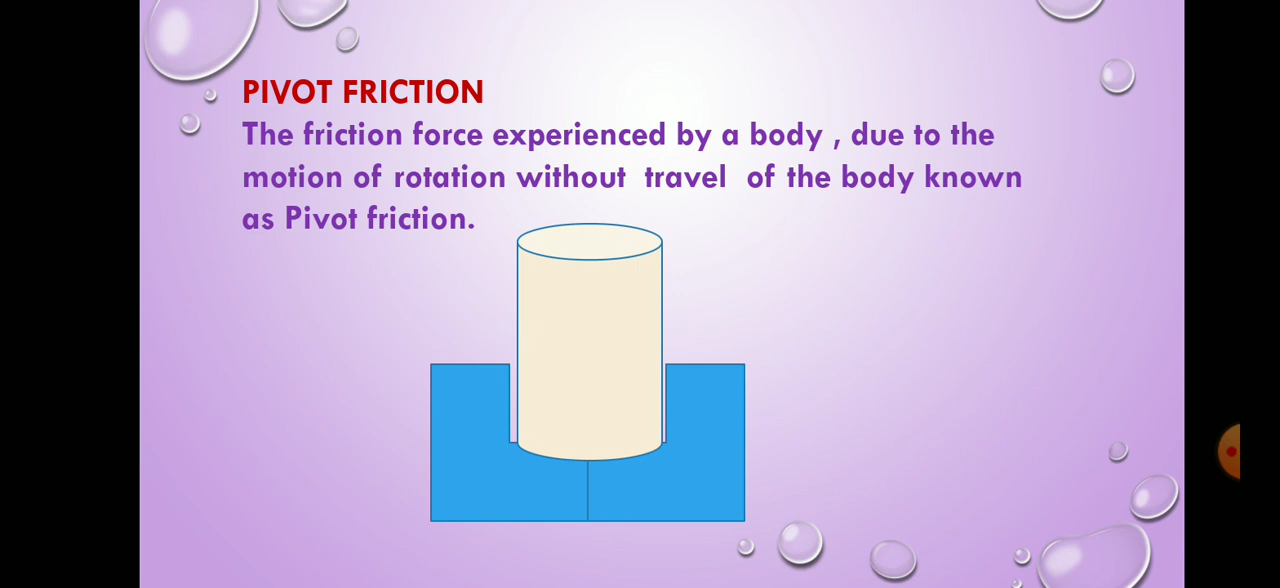 PIVOT FRICTION
The friction force experienced by a body , due to the
motion of rotation without travel of the body known
as Pivot friction.